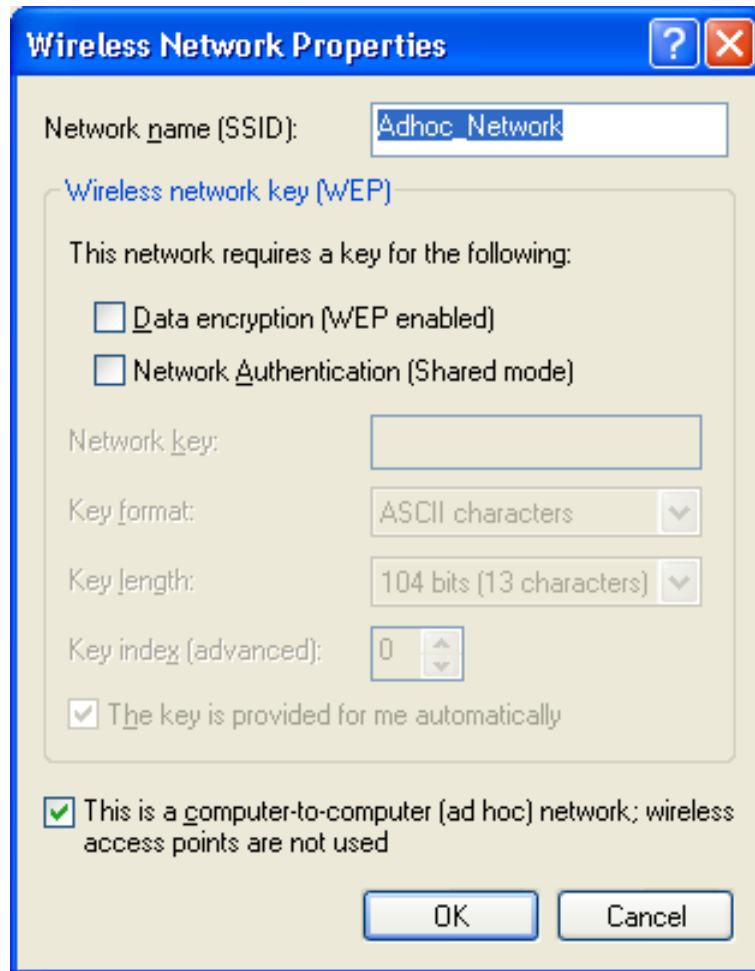 Wireless Network Properties
Network name (SSID): Adhoc_Network
Wireless network key (WEP)
This network requires a key for the following:
Data encryption (WEP enabled)
Network Authentication (Shared mode)
Network key:
Key format: ASCII characters
Key length: 104 bits (13 characters)
Key index (advanced): 0
The key is provided for me automatically
This is a computer-to-computer (ad hoc) network; wireless
access points are not used
OK Cancel